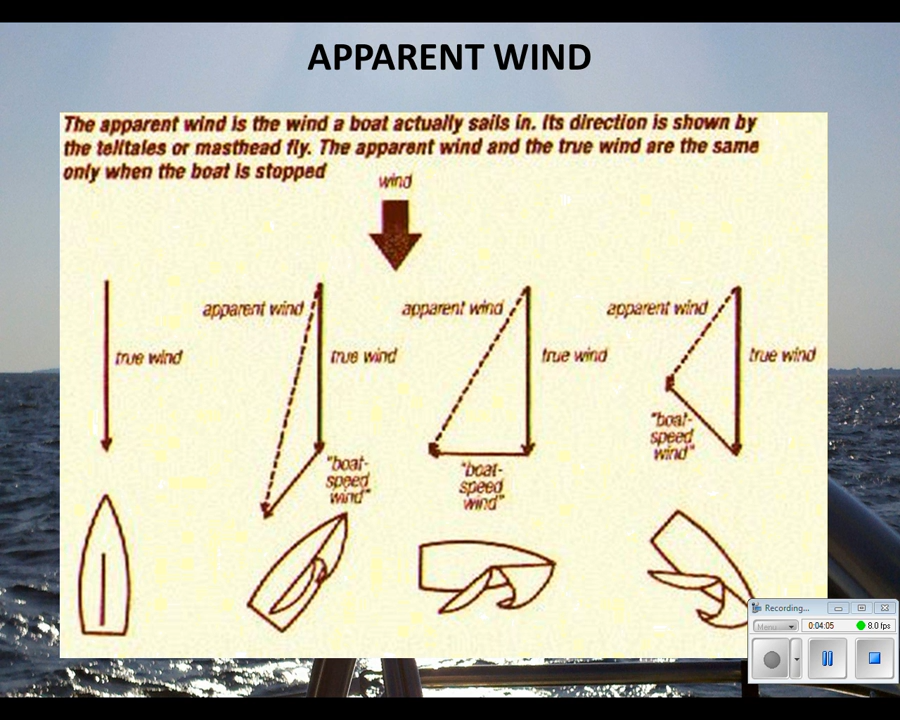 APPARENT WIND
The apparent wind is the wind a boat actually sails in. Its direction is shown by
the telltales or masthead fly. The apparent wind and the true wind are the same
only when the boat is stopped
wind
true wind
apparent wind
true wind
"boat-
speed
wind"
apparent wind
true wind
"boat-
speed
wind"
apparent wind
true wind
"boat-
speed
wind"
Recording...
Menu
0:04:05
8.0 fps